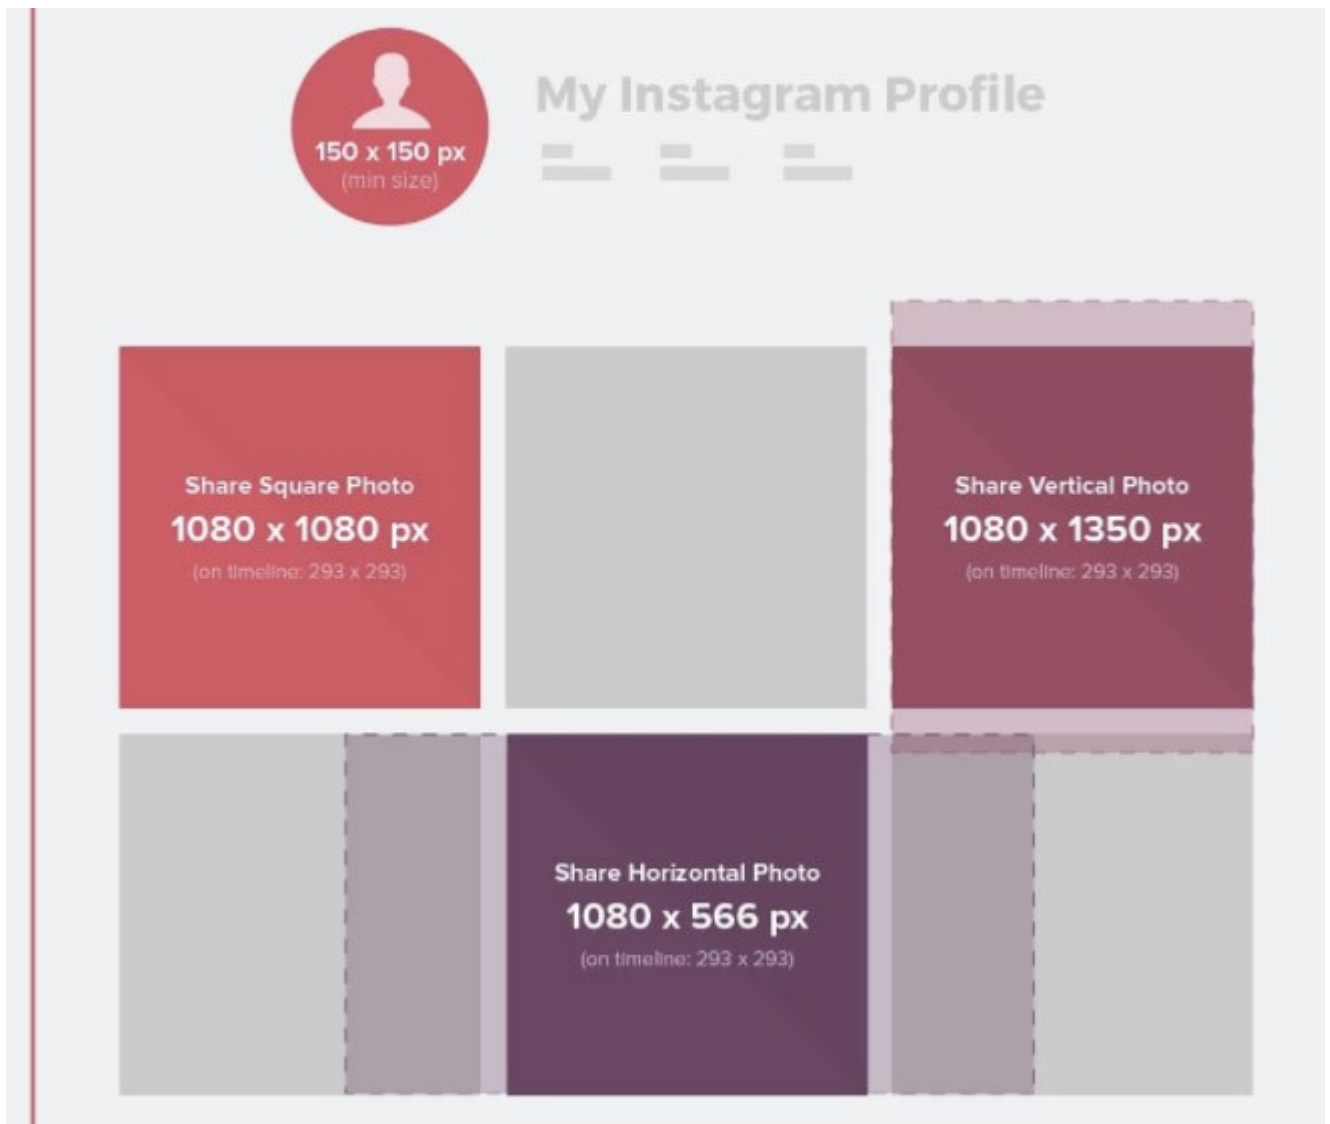 My Instagram Profile
150 x 150 px
(min size)
Share Square Photo
1080 x 1080 px
(on timeline: 293 x 293)
Share Vertical Photo
1080 x 1350 px
(on timeline: 293 x 293)
Share Horizontal Photo
1080 x 566 px
(on timeline: 293 x 293)